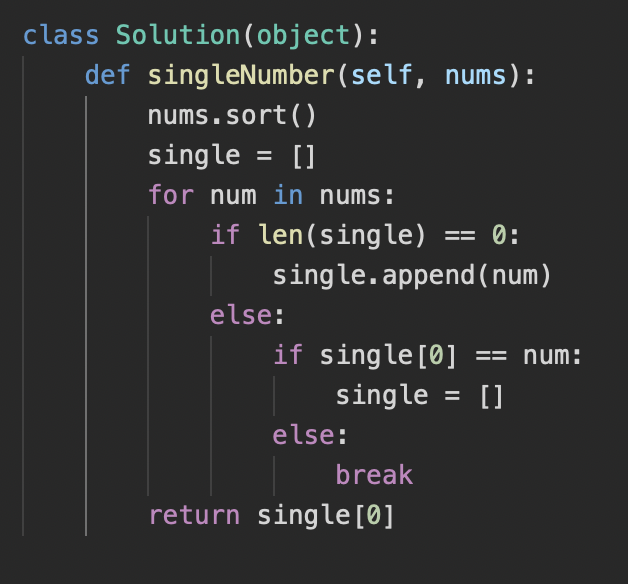 class Solution(object):
    def singleNumber(self, nums):
        nums.sort()
        single = []
        for num in nums:
            if len(single) == 0:
                single.append(num)
            else:
                if single[0] == num:
                    single = []
                else:
                    break
        return single[0]